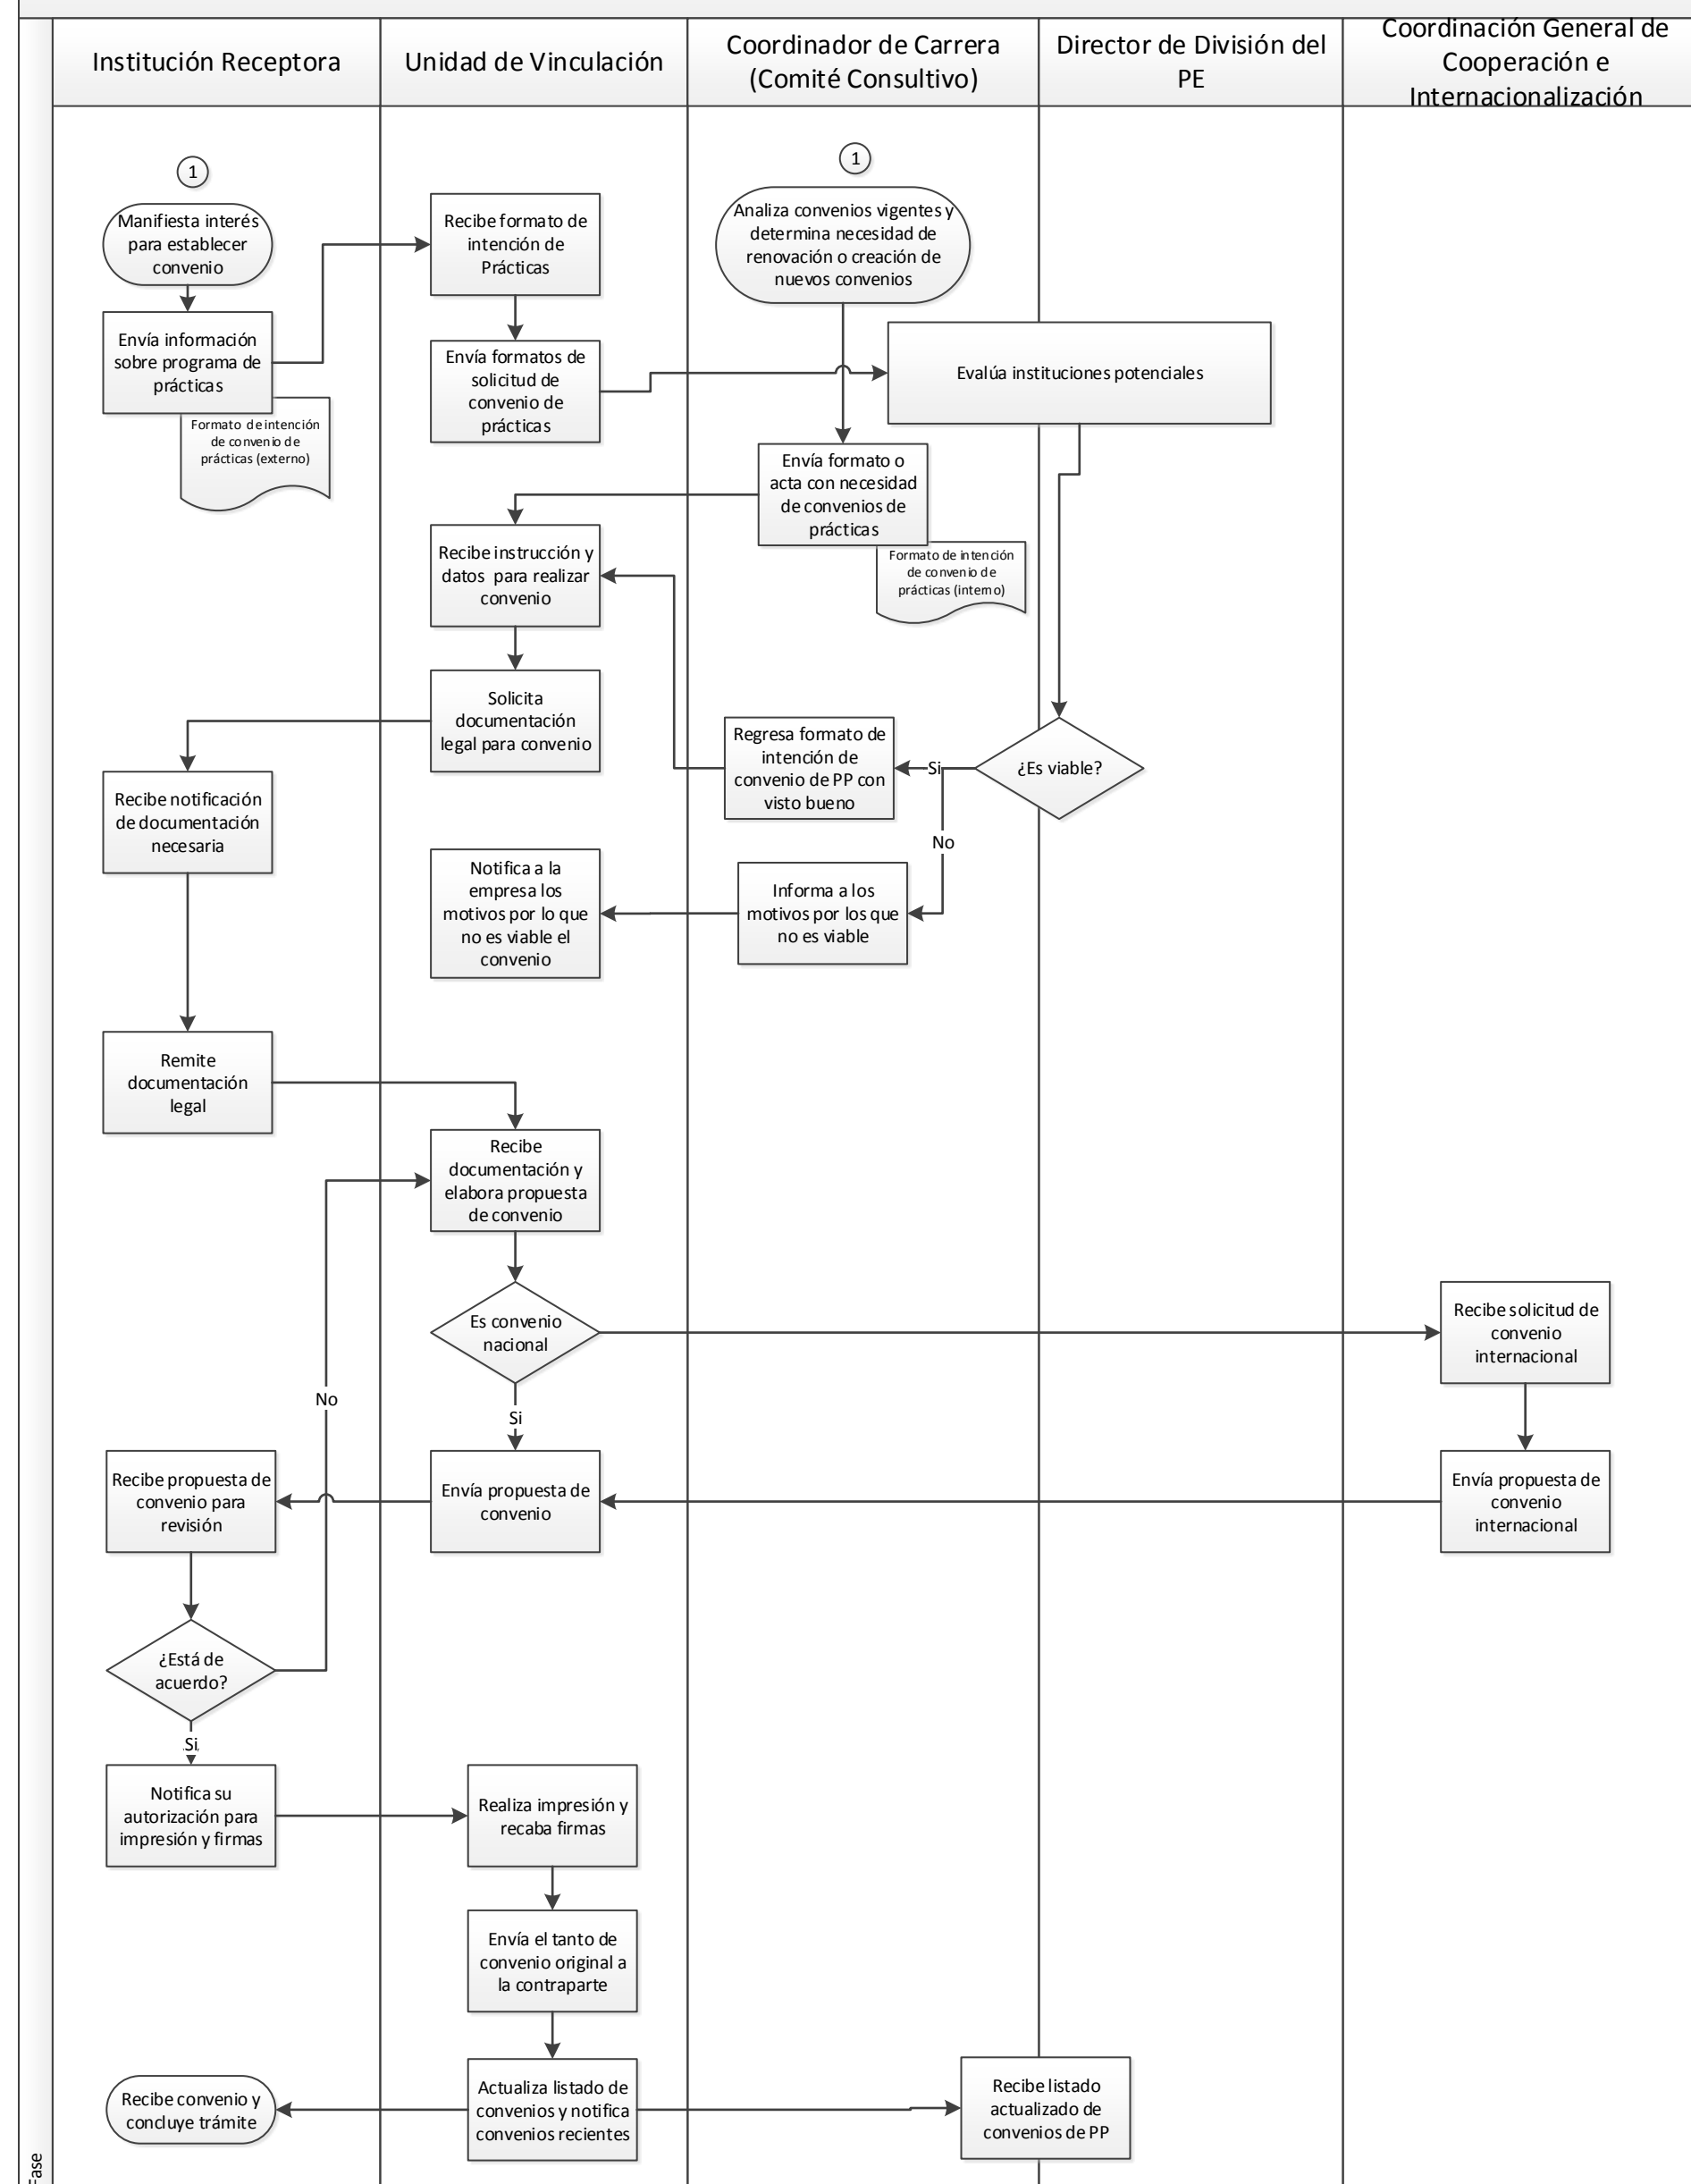 Institución Receptora
Unidad de Vinculación
Coordinador de Carrera
(Comité Consultivo)
Director de División del
PE
Coordinación General de
Cooperación e
Internacionalización
1
Manifiesta interés
para establecer
convenio
Envía información
sobre programa de
prácticas
Formato de intención
de convenio de
prácticas (externo)
Recibe formato de
intención de
Prácticas
Envía formatos de
solicitud de
convenio de
prácticas
1
Analiza convenios vigentes y
determina necesidad de
renovación o creación de
nuevos convenios
Evalúa instituciones potenciales
Envía formato o
acta con necesidad
de convenios de
prácticas
Formato de intención
de convenio de
prácticas (interno)
Recibe instrucción y
datos para realizar
convenio
Solicita
documentación
legal para convenio
Regresa formato de
intención de
convenio de PP con
visto bueno
Si
¿Es viable?
No
Recibe notificación
de documentación
necesaria
Notifica a la
empresa los
motivos por lo que
no es viable el
convenio
Informa a los
motivos por los que
no es viable
Remite
documentación
legal
Recibe
documentación y
elabora propuesta
de convenio
Es convenio
nacional
Recibe solicitud de
convenio
internacional
No
Si
Recibe propuesta de
convenio para
revisión
Envía propuesta de
convenio
Envía propuesta de
convenio
internacional
¿Está de
acuerdo?
Si
Notifica su
autorización para
impresión y firmas
Realiza impresión y
recaba firmas
Envía el tanto de
convenio original a
la contraparte
Recibe convenio y
concluye trámite
Actualiza listado de
convenios y notifica
convenios recientes
Recibe listado
actualizado de
convenios de PP
Fase